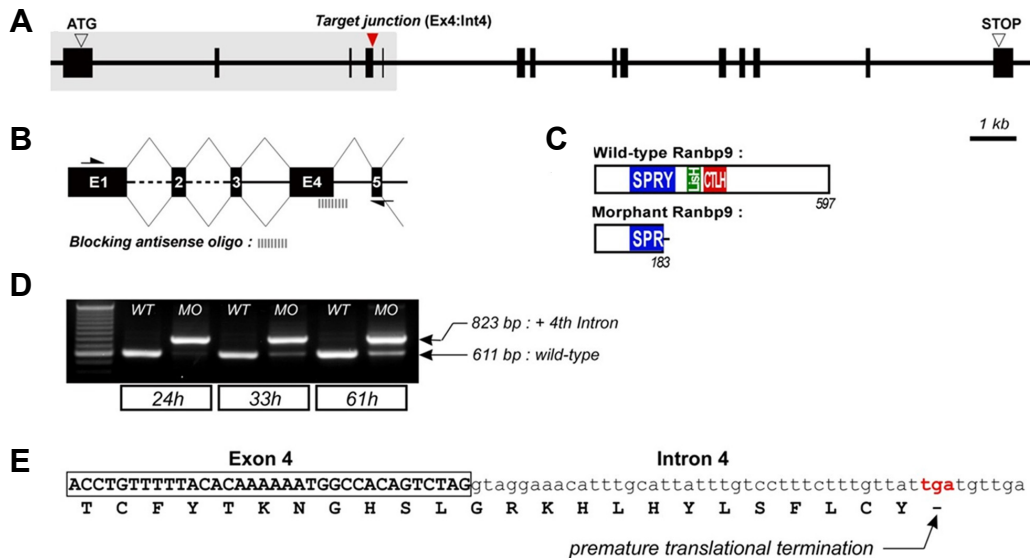 A
ATG
Target junction (Ex4:Int4)
STOP
1 kb
B
E1
2
3
E4
5
Blocking antisense oligo :
C
Wild-type Ranbp9 :
SPRY
LisH
CTLH
597
Morphant Ranbp9 :
SPR
183
D
WT MO WT MO WT MO
823 bp : + 4th Intron
611 bp : wild-type
24h 33h 61h
E
Exon 4 Intron 4
ACCTGTTTTTACACAAAAAATGGCCACAGTCTAGgtaggaaacatttgcattatttgtcctttctttgttattgatgttga
T C F Y T K N G H S L G R K H L H Y L S F L C Y –
premature translational termination